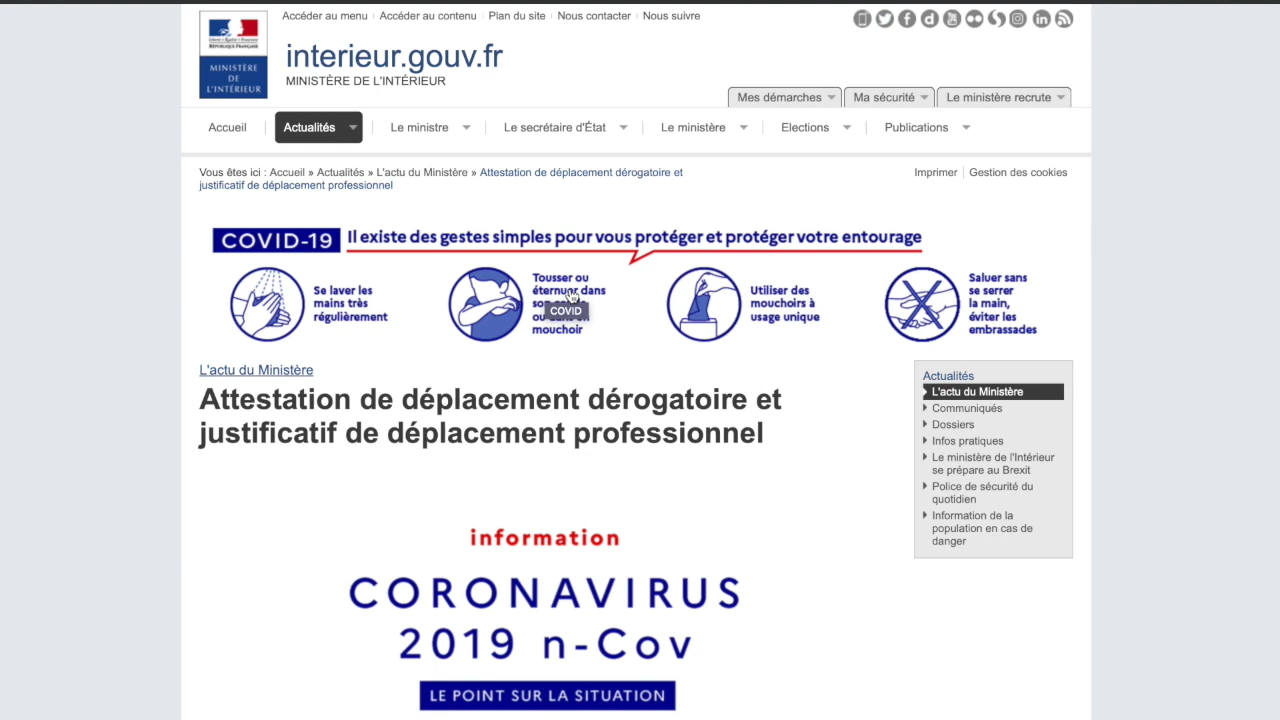 Accéder au menu Accéder au contenu Plan du site Nous contacter Nous suivre
Liberté • Égalité • Fraternité
RÉPUBLIQUE FRANÇAISE
MINISTÈRE
DE
L'INTÉRIEUR
interieur.gouv.fr
MINISTÈRE DE L'INTÉRIEUR
Mes démarches Ma sécurité Le ministère recrute
Accueil Actualités Le ministre Le secrétaire d'État Le ministère Elections Publications
Vous êtes ici : Accueil » Actualités » L'actu du Ministère » Attestation de déplacement dérogatoire et
justificatif de déplacement professionnel
Imprimer Gestion des cookies
COVID-19 Il existe des gestes simples pour vous protéger et protéger votre entourage
Se laver les
mains très
régulièrement
Tousser ou
éternuer dans
son
ou
mouchoir
COVID
Utiliser des
mouchoirs à
usage unique
Saluer sans
se serrer
la main,
éviter les
embrassades
L'actu du Ministère
Attestation de déplacement dérogatoire et
justificatif de déplacement professionnel
Actualités
L'actu du Ministère
Communiqués
Dossiers
Infos pratiques
Le ministère de l'Intérieur
se prépare au Brexit
Police de sécurité du
quotidien
Information de la
population en cas de
danger
information
CORONAVIRUS
2019 n-Cov
LE POINT SUR LA SITUATION